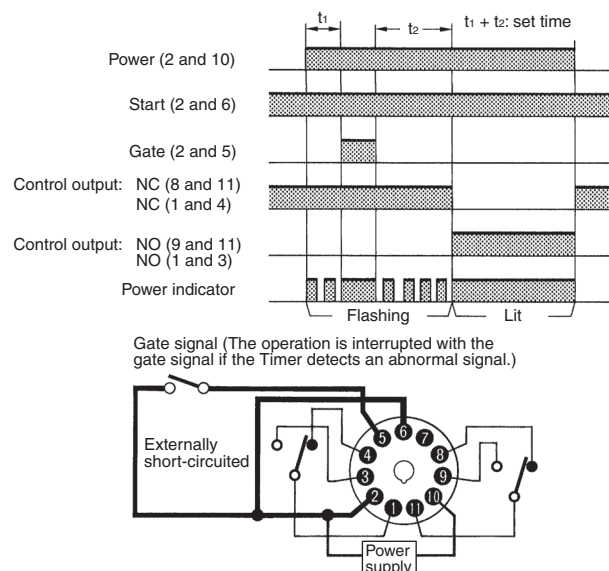 t₁
t₂
t₁ + t₂: set time
Power (2 and 10)
Start (2 and 6)
Gate (2 and 5)
Control output: NC (8 and 11)
NC (1 and 4)
Control output: NO (9 and 11)
NO (1 and 3)
Power indicator
Flashing
Lit
Gate signal (The operation is interrupted with the
gate signal if the Timer detects an abnormal signal.)
Externally
short-circuited
5
6
7
4
8
3
9
2
10
1
11
Power
supply